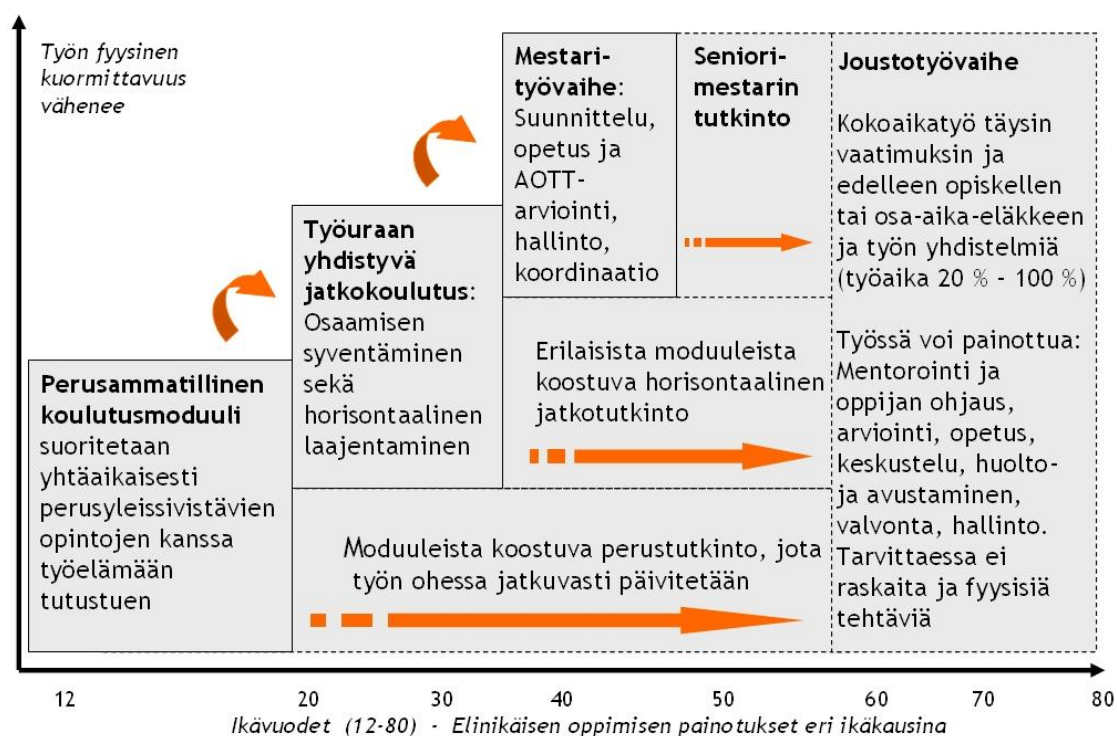 Työn fyysinen
kuormittavuus
vähenee
Perusammatillinen
koulutusmoduuli
suoritetaan
yhtäaikaisesti
perusyleissivistävien
opintojen kanssa
työelämään
tutustuen
Työuraan
yhdistyvä
jatkokoulutus:
Osaamisen
syventäminen
sekä
horisontaalinen
laajentaminen
Mestari-
työvaihe:
Suunnittelu,
opetus ja
AOTT-
arviointi,
hallinto,
koordinaatio
Seniori-
mestarin
tutkinto
Joustotyövaihe
Kokoaikatyö täysin
vaatimuksin ja
edelleen opiskellen
tai osa-aika-eläkkeen
ja työn yhdistelmiä
(työaika 20 % - 100 %)
Työssä voi painottua:
Mentorointi ja
oppijan ohjaus,
arviointi, opetus,
keskustelu, huolto-
ja avustaminen,
valvonta, hallinto.
Tarvittaessa ei
raskaita ja fyysisiä
tehtäviä
Erilaisista moduuleista
koostuva horisontaalinen
jatkotutkinto
Moduuleista koostuva perustutkinto, jota
työn ohessa jatkuvasti päivitetään
12 20 30 40 50 60 70 80
Ikävuodet (12-80) - Elinikäisen oppimisen painotukset eri ikäkausina